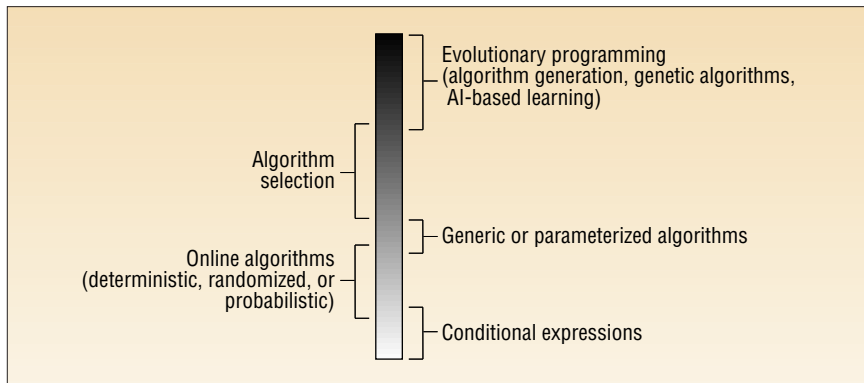 Evolutionary programming
(algorithm generation, genetic algorithms,
AI-based learning)
Algorithm
selection
Generic or parameterized algorithms
Online algorithms
(deterministic, randomized, or
probabilistic)
Conditional expressions